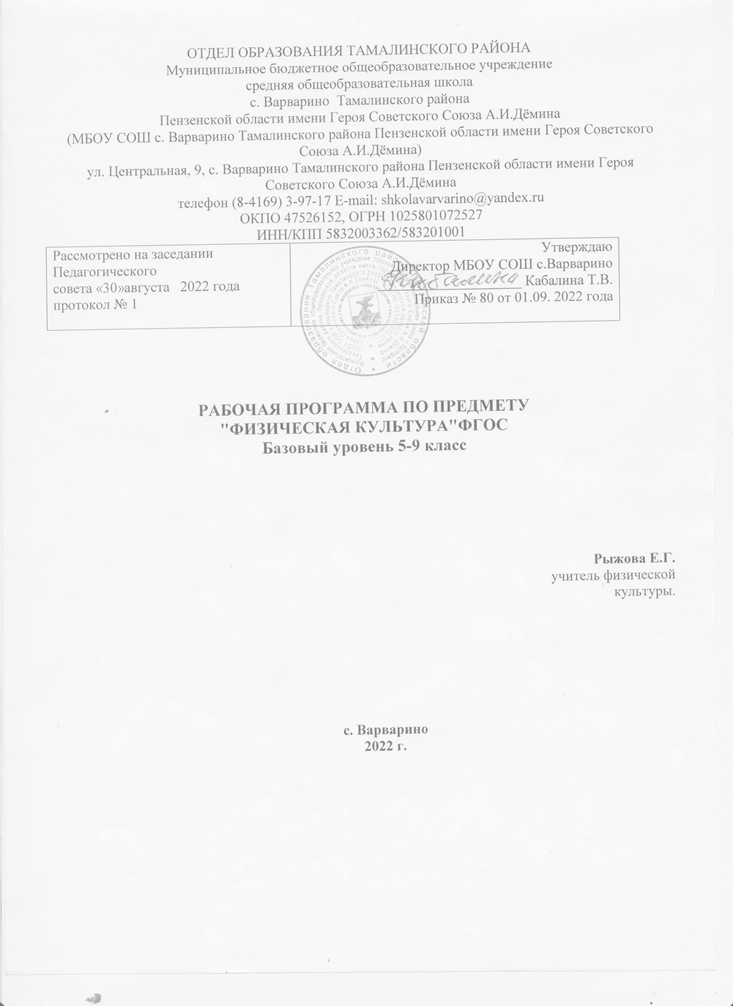 ОТДЕЛ ОБРАЗОВАНИЯ ТАМАЛИНСКОГО РАЙОНА
Муниципальное бюджетное общеобразовательное учреждение
средняя общеобразовательная школа
с. Варварино Тамалинского района
Пензенской области имени Героя Советского Союза А.И.Дёмина
(МБОУ СОШ с. Варварино Тамалинского района Пензенской области имени Героя Советского
Союза А.И.Дёмина)
ул. Центральная, 9, с. Варварино Тамалинского района Пензенской области имени Героя
Советского Союза А.И.Дёмина
телефон (8-4169) 3-97-17 E-mail: shkolavarvarino@yandex.ru
ОКПО 47526152, ОГРН 1025801072527
ИНН/КПП 5832003362/583201001
Рассмотрено на заседании
Педагогического
совета «30»августа 2022 года
протокол № 1
Утверждаю
Директор МБОУ СОШ с.Варварино
Кабалина Т.В.
Приказ № 80 от 01.09. 2022 года
РАБОЧАЯ ПРОГРАММА ПО ПРЕДМЕТУ
"ФИЗИЧЕСКАЯ КУЛЬТУРА"ФГОС
Базовый уровень 5-9 класс
Рыжова Е.Г.
учитель физической
культуры.
с. Варварино
2022 г.